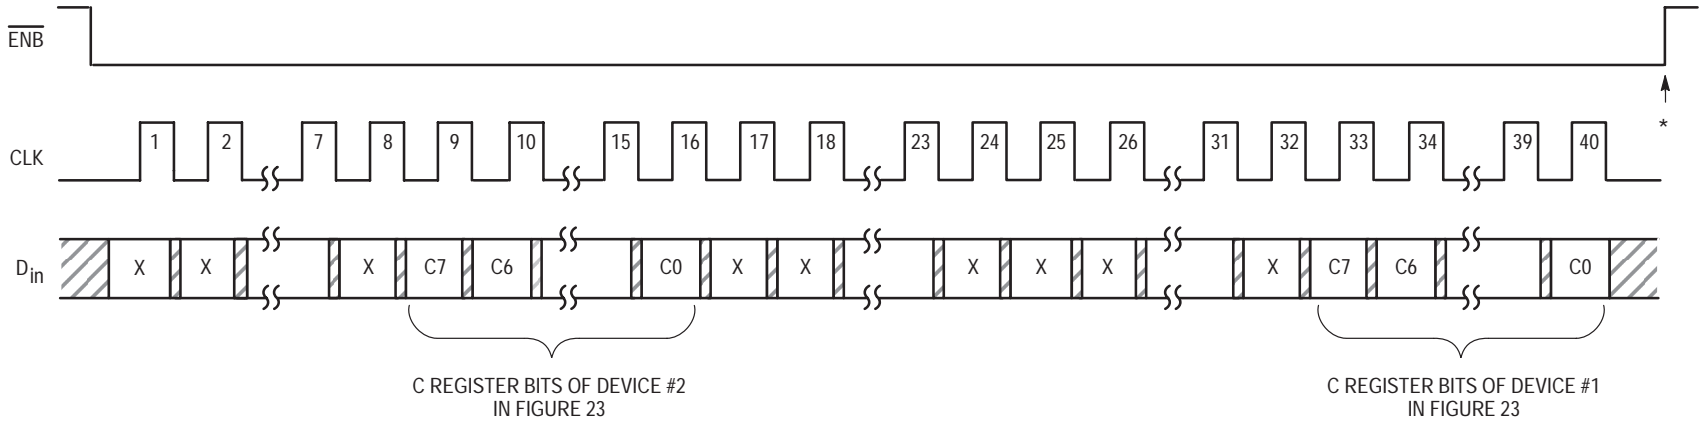 ENB
*
CLK 1 2 7 8 9 10 15 16 17 18 23 24 25 26 31 32 33 34 39 40
Din X X X C7 C6 C0 X X X X X X C7 C6 C0
C REGISTER BITS OF DEVICE #2
IN FIGURE 23
C REGISTER BITS OF DEVICE #1
IN FIGURE 23